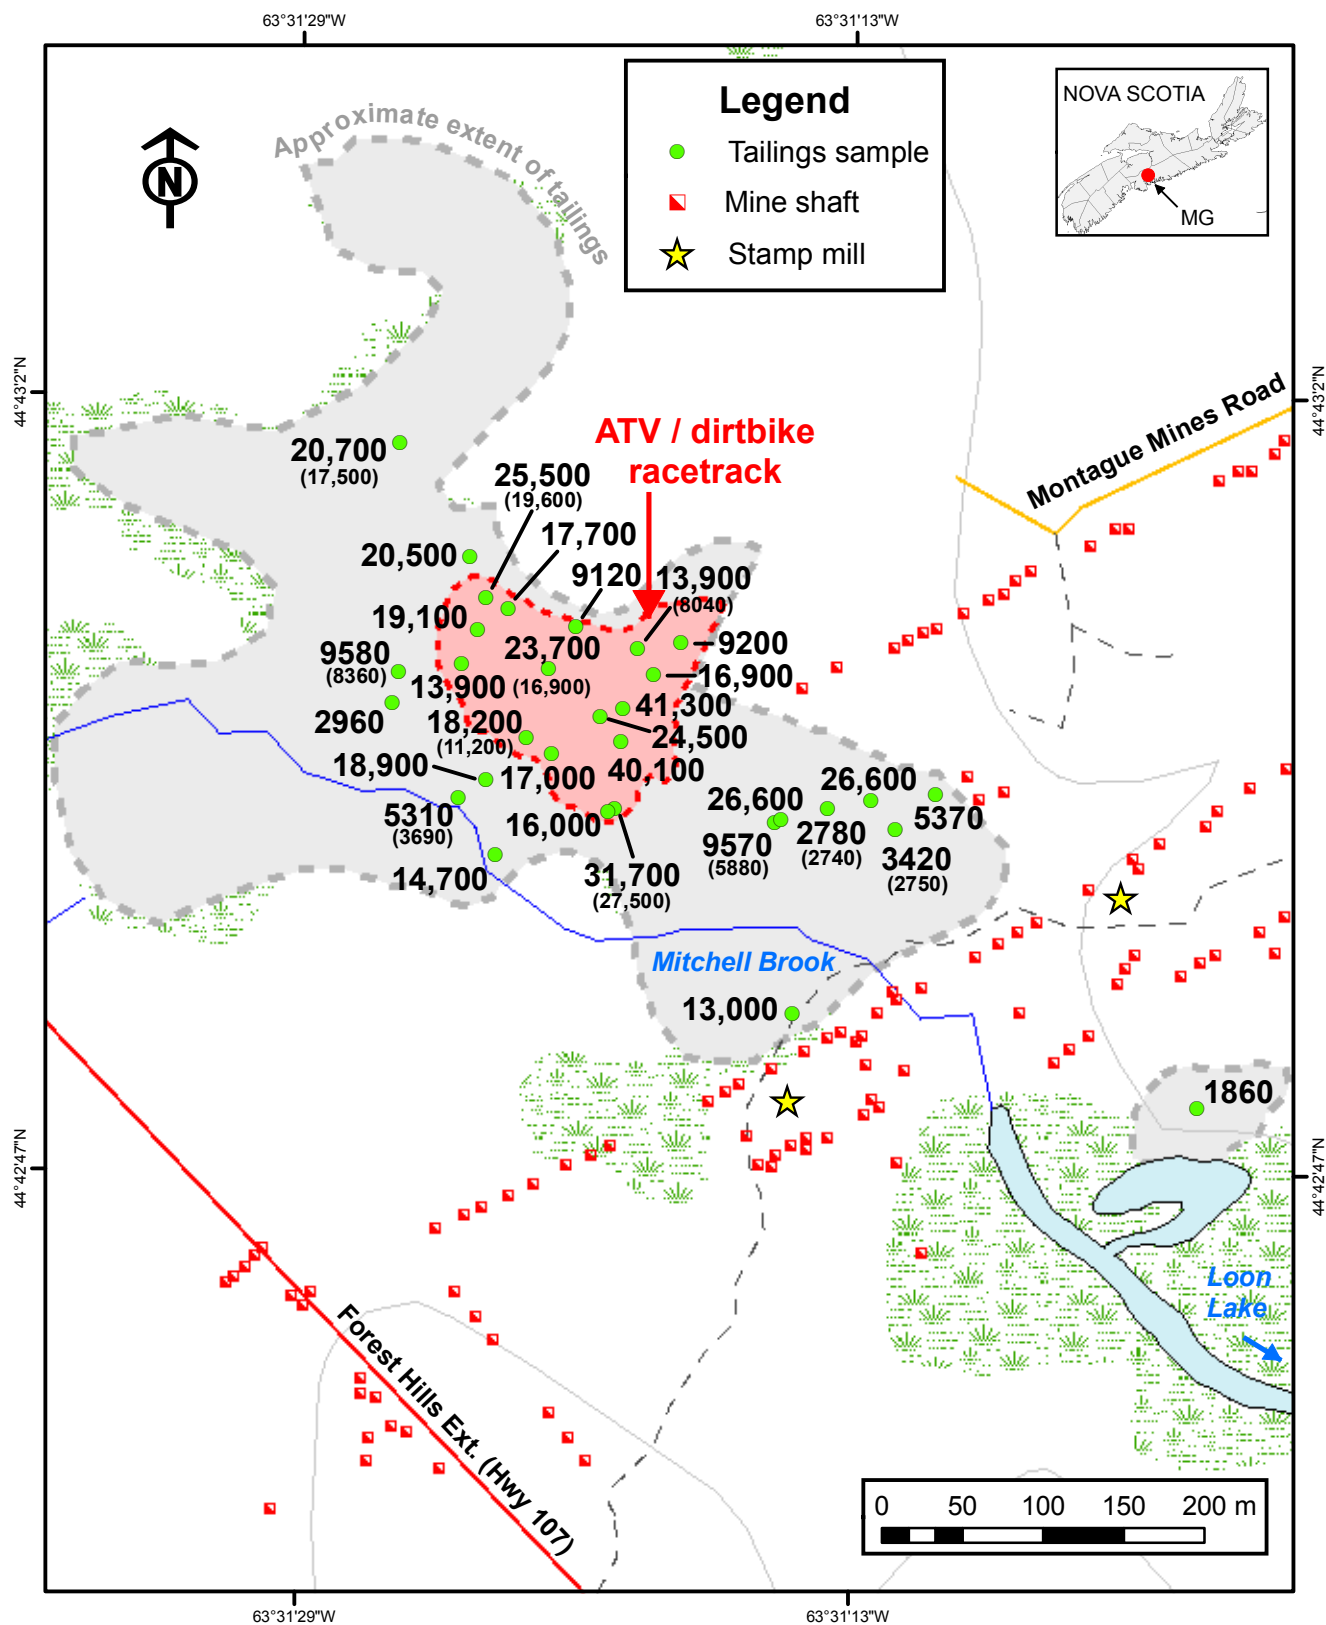 63°31'29"W
63°31'13"W
Legend
Tailings sample
Mine shaft
Stamp mill
NOVA SCOTIA
MG
N
Approximate extent of tailings
44°43'2"N
44°43'2"N
Montague Mines Road
ATV / dirtbike
racetrack
20,700
(17,500)
25,500
(19,600)
17,700
20,500
9120
13,900
(8040)
19,100
23,700
(16,900)
9200
9580
(8360)
13,900
16,900
2960
18,200
(11,200)
41,300
24,500
18,900
17,000
40,100
5310
(3690)
16,000
26,600
9570
(5880)
26,600
2780
(2740)
5370
3420
(2750)
14,700
31,700
(27,500)
Mitchell Brook
13,000
1860
44°42'47"N
44°42'47"N
Loon
Lake
Forest Hills Ext. (Hwy 107)
0 50 100 150 200 m
63°31'29"W
63°31'13"W